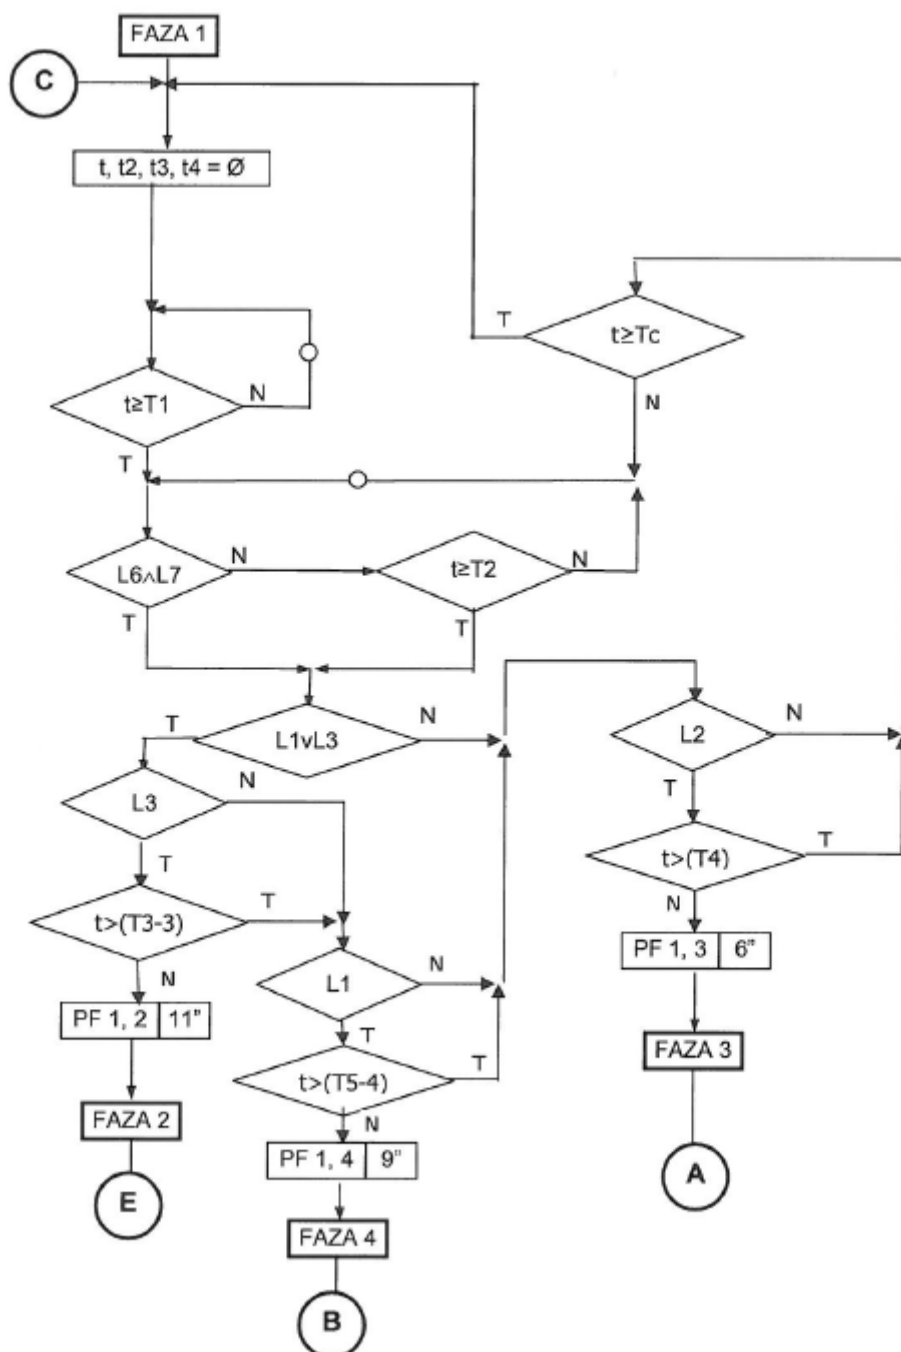 FAZA 1
C
t, t2, t3, t4 = Ø
T
t≥Tc
t≥T1
N
N
T
L6∧L7
N
t≥T2
N
T
T
T
L1vL3
N
L2
N
L3
N
T
T
t>(T4)
T
t>(T3-3)
T
N
PF 1, 3
6”
L1
N
N
PF 1, 2
11”
T
FAZA 3
t>(T5-4)
T
FAZA 2
N
PF 1, 4
9”
A
E
FAZA 4
B